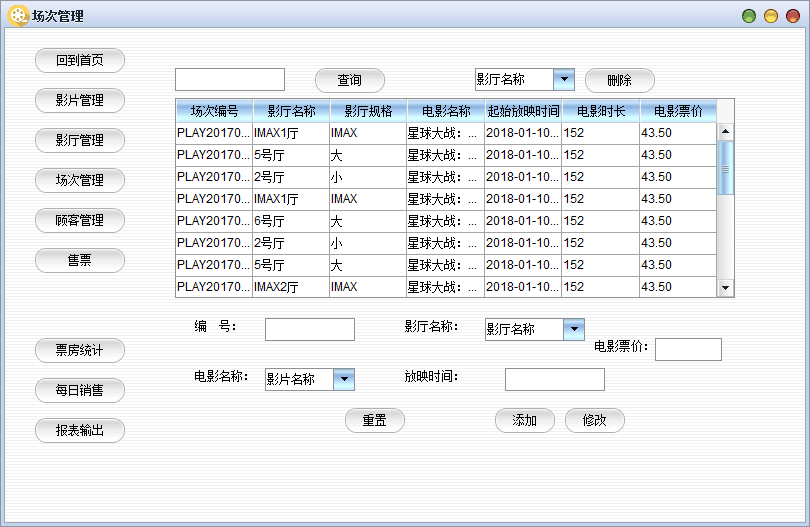 场次管理
回到首页
影片管理
影厅管理
场次管理
顾客管理
售票
票房统计
每日销售
报表输出
查询 影厅名称 删除
场次编号 影厅名称 影厅规格 电影名称 起始放映时间 电影时长 电影票价
PLAY20170... IMAX1厅 IMAX 星球大战：... 2018-01-10... 152 43.50
PLAY20170... 5号厅 大 星球大战：... 2018-01-10... 152 43.50
PLAY20170... 2号厅 小 星球大战：... 2018-01-10... 152 43.50
PLAY20170... IMAX1厅 IMAX 星球大战：... 2018-01-10... 152 43.50
PLAY20170... 6号厅 大 星球大战：... 2018-01-10... 152 43.50
PLAY20170... 2号厅 小 星球大战：... 2018-01-10... 152 43.50
PLAY20170... 5号厅 大 星球大战：... 2018-01-10... 152 43.50
PLAY20170... IMAX2厅 IMAX 星球大战：... 2018-01-10... 152 43.50
编 号： 影厅名称： 影厅名称
电影票价：
电影名称： 影片名称 放映时间：
重置 添加 修改